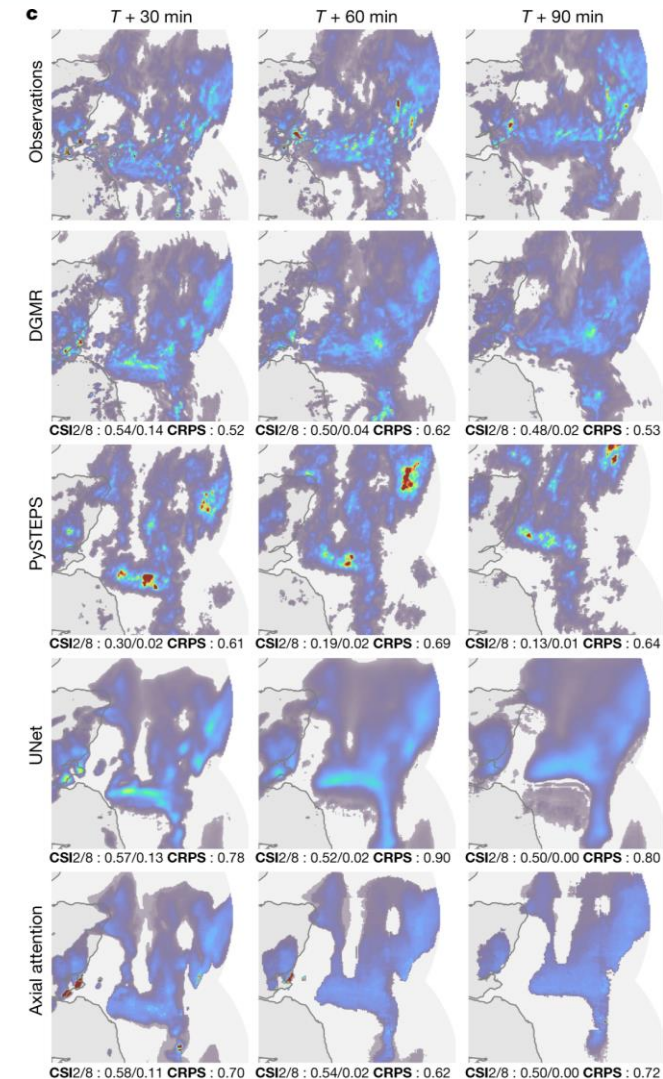 c
T + 30 min T + 60 min T + 90 min
Observations
DGMR
CSI2/8 : 0.54/0.14 CRPS : 0.52 CSI2/8 : 0.50/0.04 CRPS : 0.62 CSI2/8 : 0.48/0.02 CRPS : 0.53
PySTEPS
CSI2/8 : 0.30/0.02 CRPS : 0.61 CSI2/8 : 0.19/0.02 CRPS : 0.69 CSI2/8 : 0.13/0.01 CRPS : 0.64
UNet
CSI2/8 : 0.57/0.13 CRPS : 0.78 CSI2/8 : 0.52/0.02 CRPS : 0.90 CSI2/8 : 0.50/0.00 CRPS : 0.80
Axial attention
CSI2/8 : 0.58/0.11 CRPS : 0.70 CSI2/8 : 0.54/0.02 CRPS : 0.62 CSI2/8 : 0.50/0.00 CRPS : 0.72